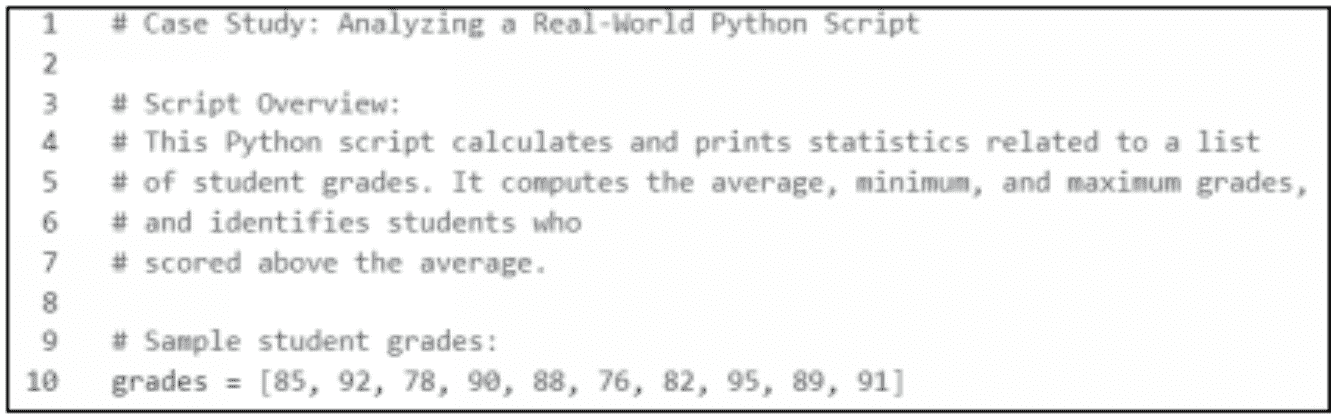 1 # Case Study: Analyzing a Real-World Python Script
2
3 # Script Overview:
4 # This Python script calculates and prints statistics related to a list
5 # of student grades. It computes the average, minimum, and maximum grades,
6 # and identifies students who
7 # scored above the average.
8
9 # Sample student grades:
10 grades = [85, 92, 78, 90, 88, 76, 82, 95, 89, 91]